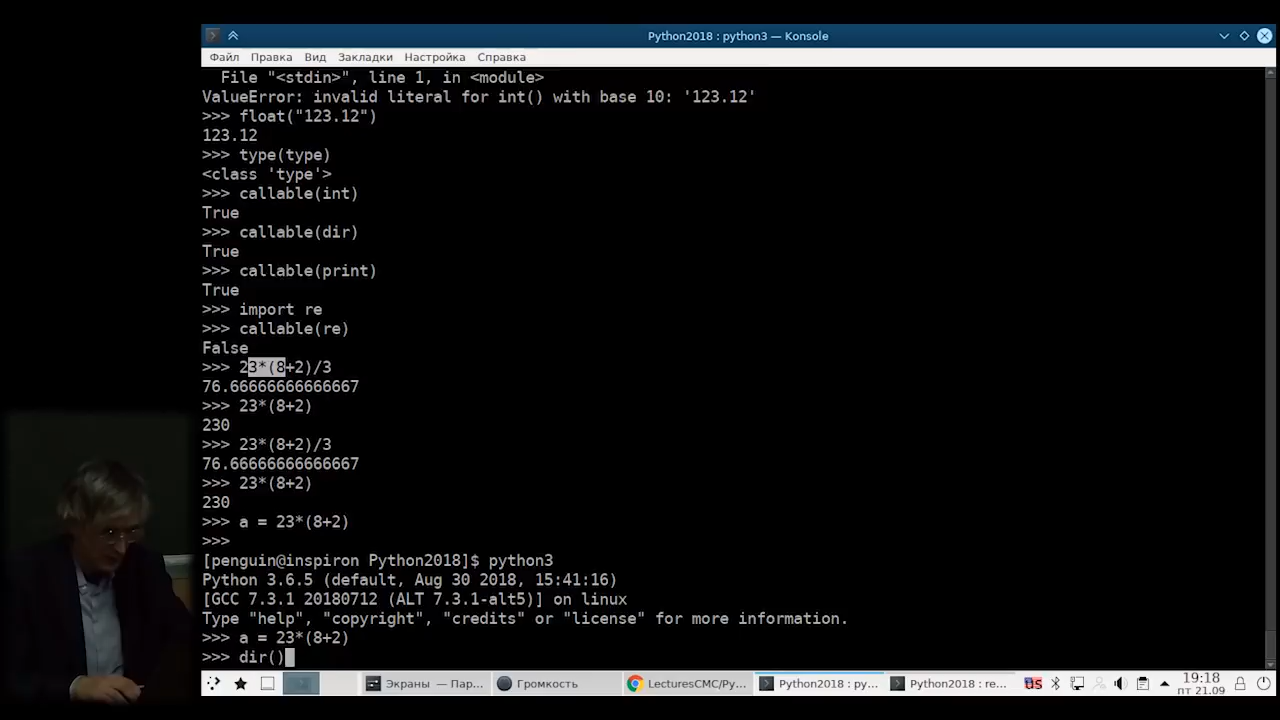 Python2018 : python3 — Konsole
Файл Правка Вид Закладки Настройка Справка
File "<stdin>", line 1, in <module>
ValueError: invalid literal for int() with base 10: '123.12'
>>> float("123.12")
123.12
>>> type(type)
<class 'type'>
>>> callable(int)
True
>>> callable(dir)
True
>>> callable(print)
True
>>> import re
>>> callable(re)
False
>>> 23*(8+2)/3
76.66666666666667
>>> 23*(8+2)
230
>>> 23*(8+2)/3
76.66666666666667
>>> 23*(8+2)
230
>>> a = 23*(8+2)
>>>
[penguin@inspiron Python2018]$ python3
Python 3.6.5 (default, Aug 30 2018, 15:41:16)
[GCC 7.3.1 20180712 (ALT 7.3.1-alt5)] on linux
Type "help", "copyright", "credits" or "license" for more information.
>>> a = 23*(8+2)
>>> dir()
Экраны — Пар... Громкость LecturesCMC/Py... Python2018 : py... Python2018 : re... US 19:18
пт 21.09